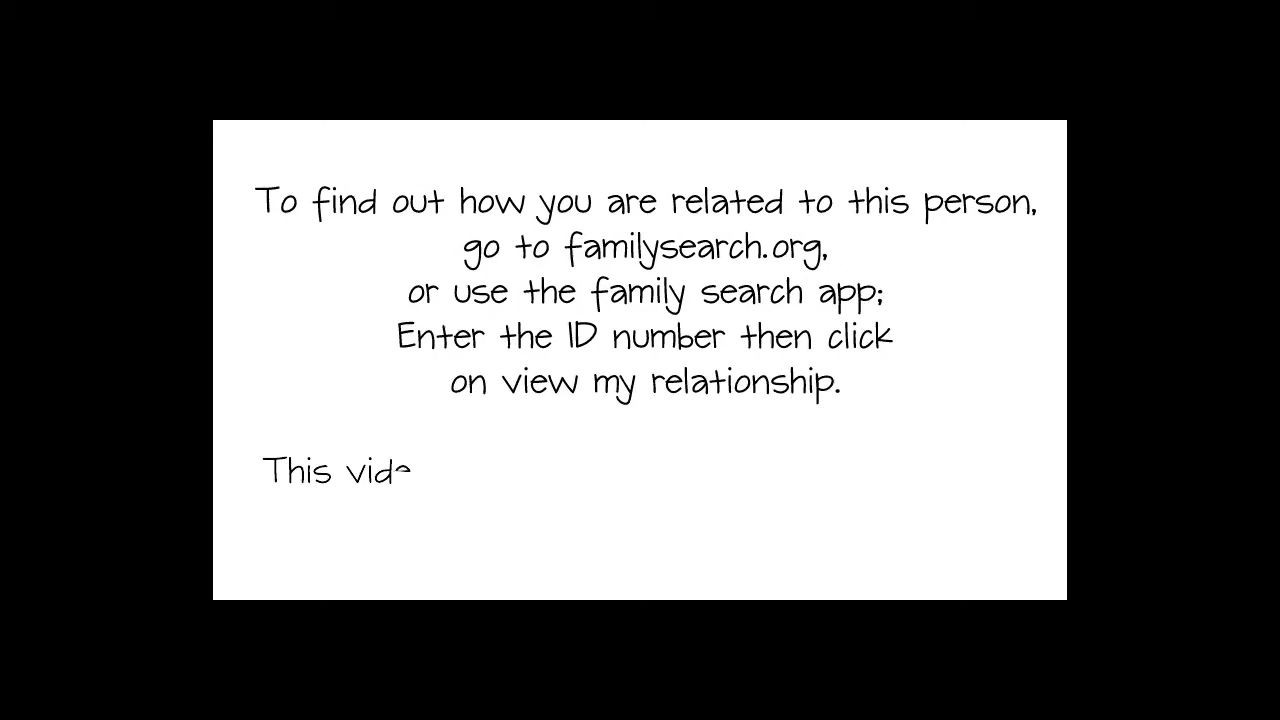 To find out how you are related to this person,
go to familysearch.org,
or use the family search app;
Enter the ID number then click
on view my relationship.
This